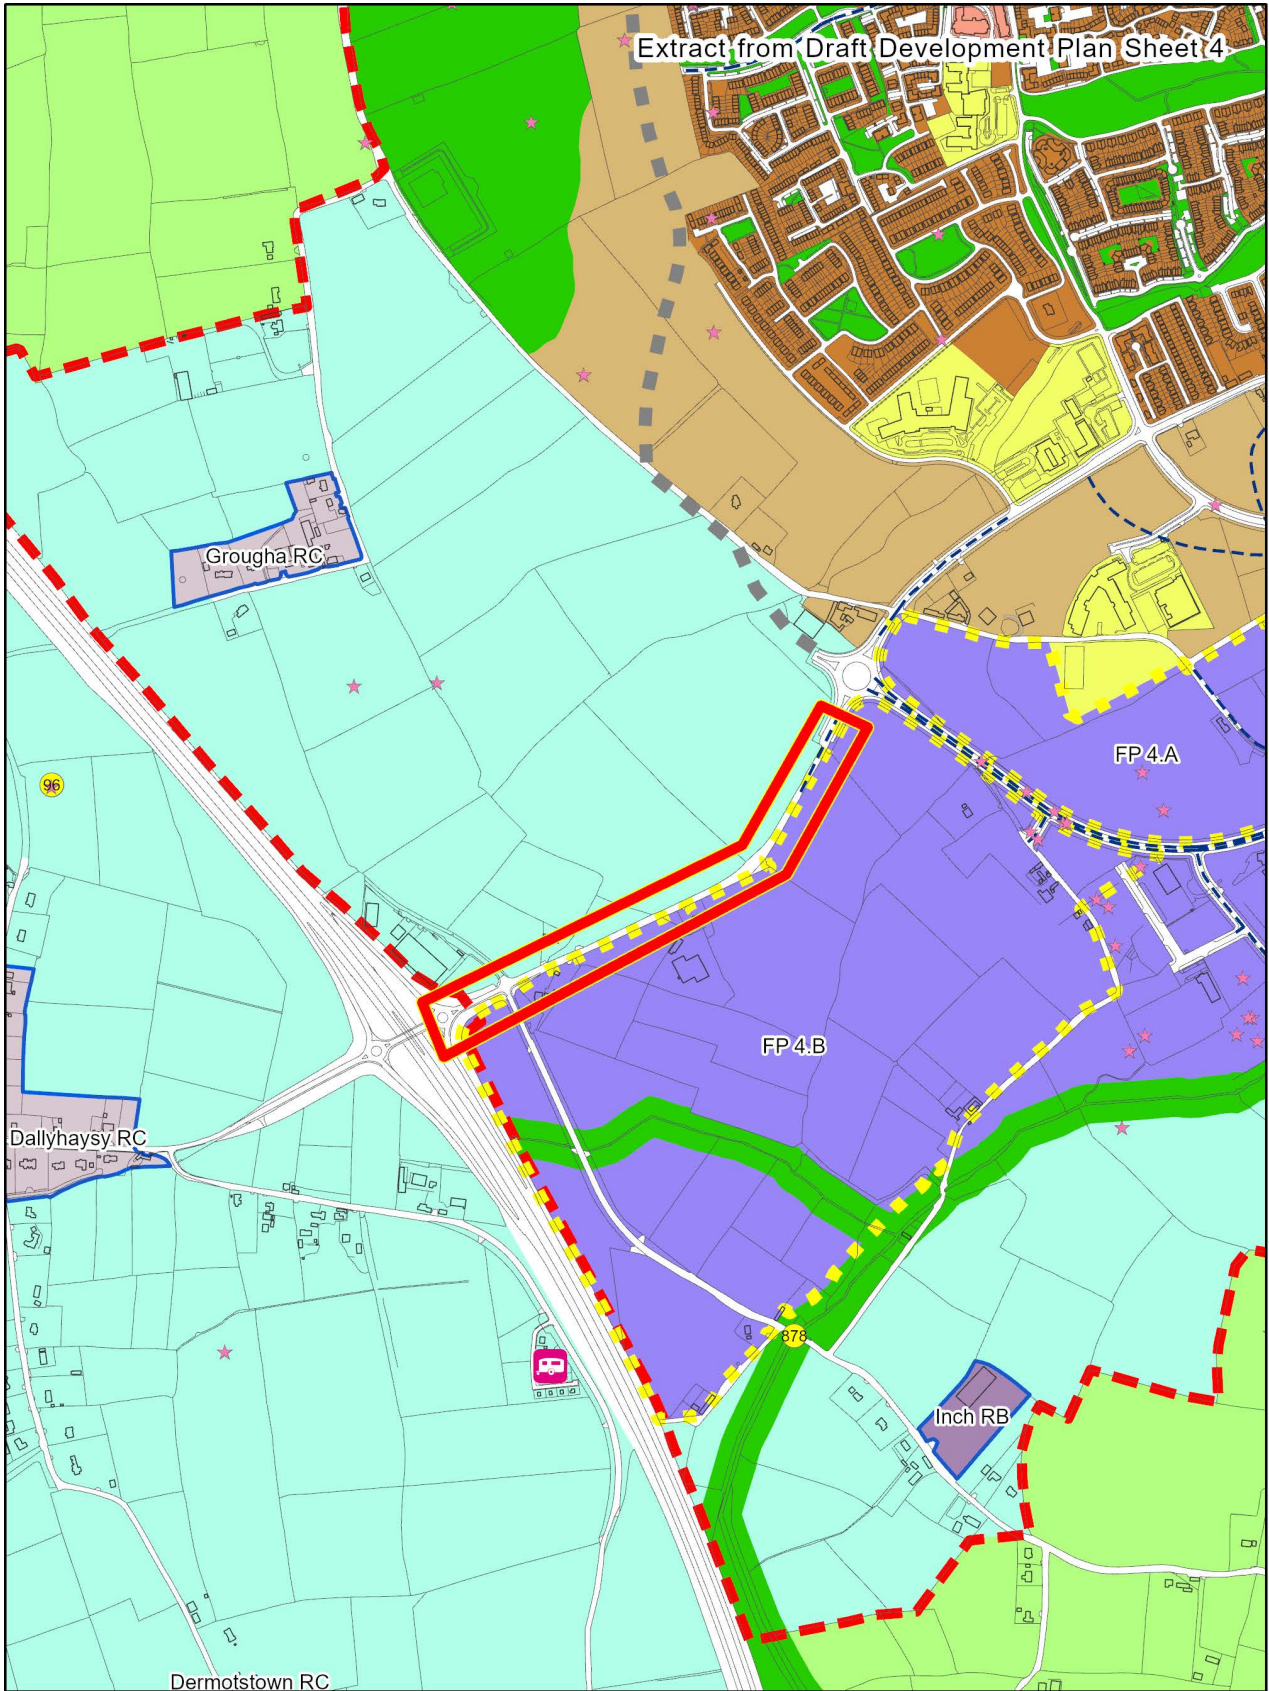 Extract from Draft Development Plan Sheet 4
Grougha RC
96
FP 4.A
FP 4.B
Dallyhaysy RC
878
Inch RB
Dermotstown RC